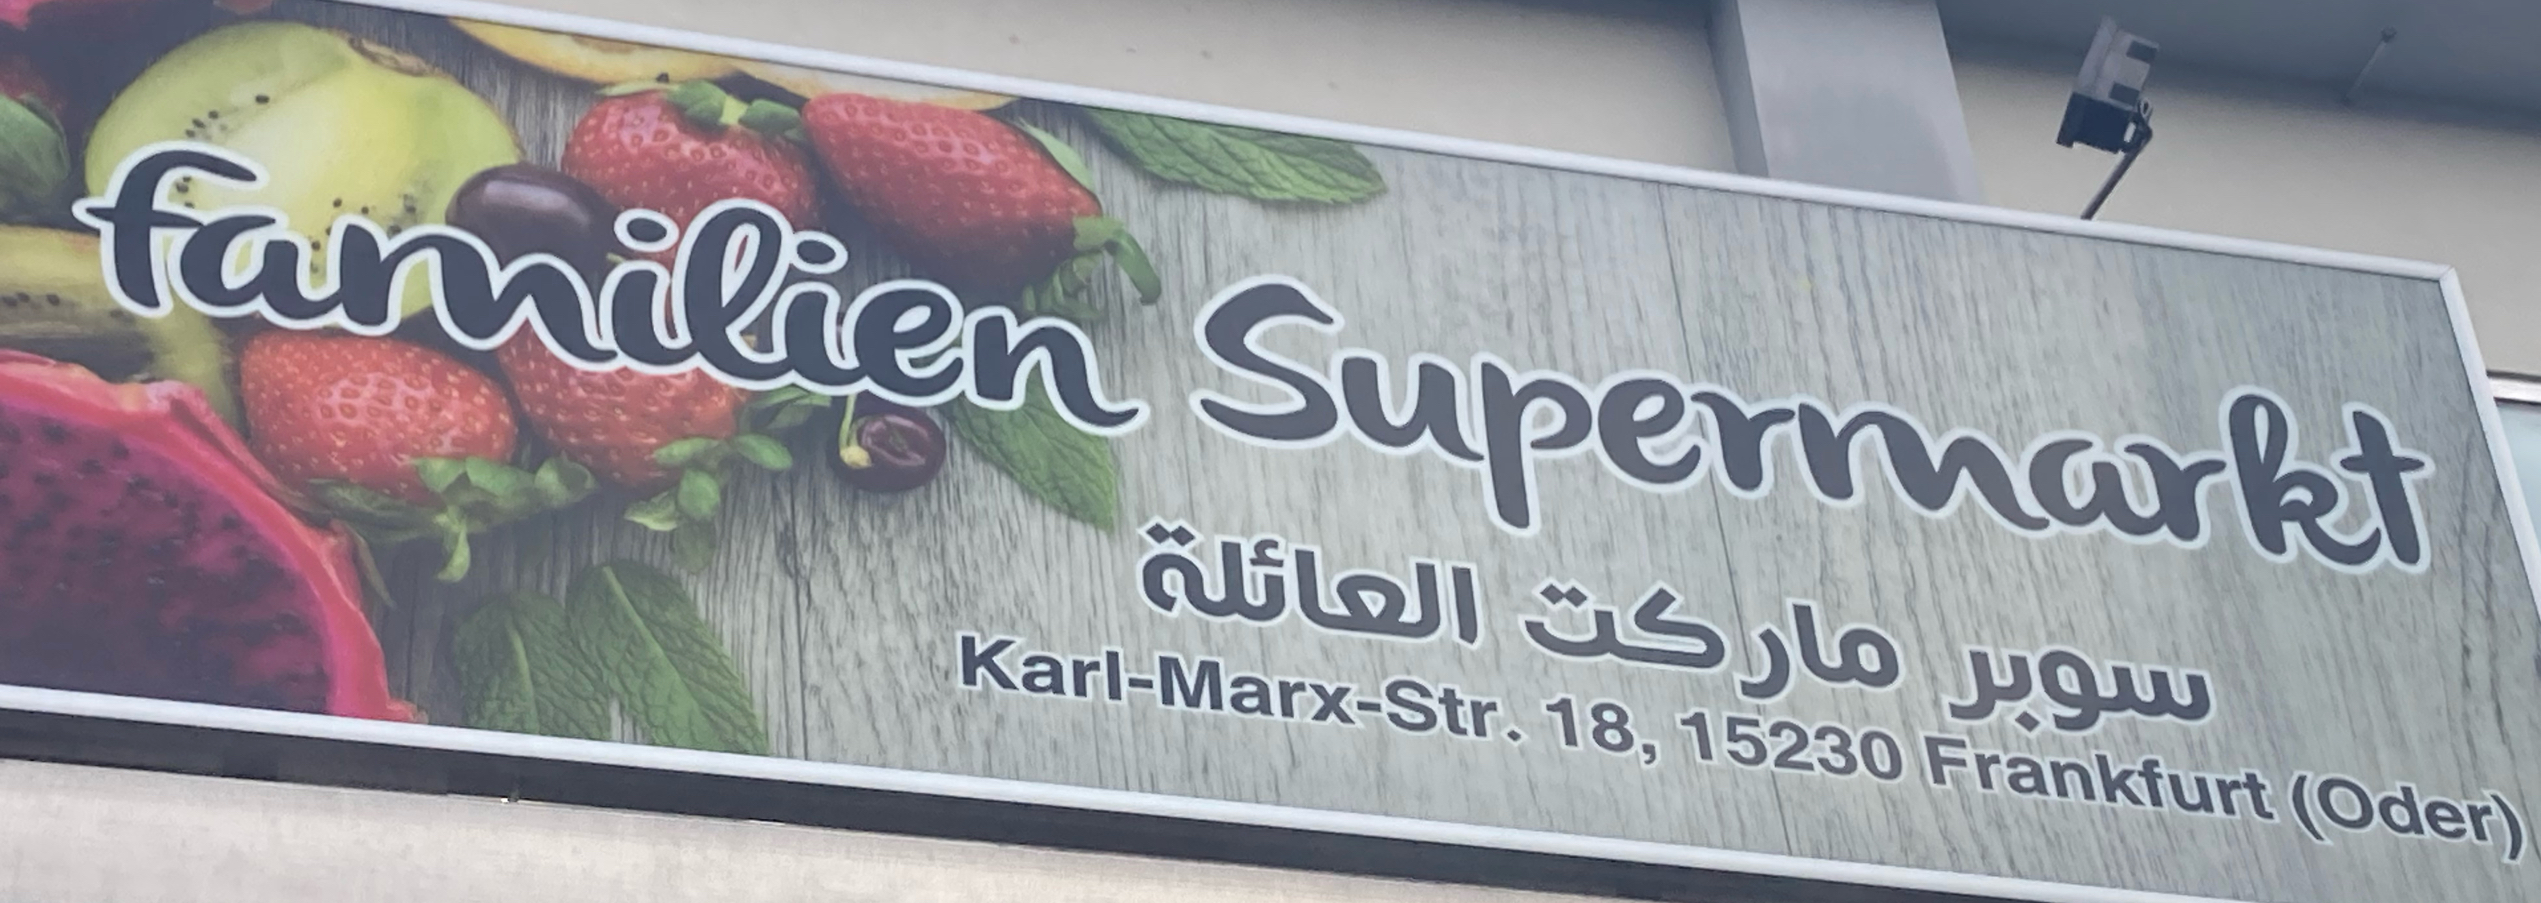 familien Supermarkt
سوبر ماركت العائلة
Karl-Marx-Str. 18, 15230 Frankfurt (Oder)